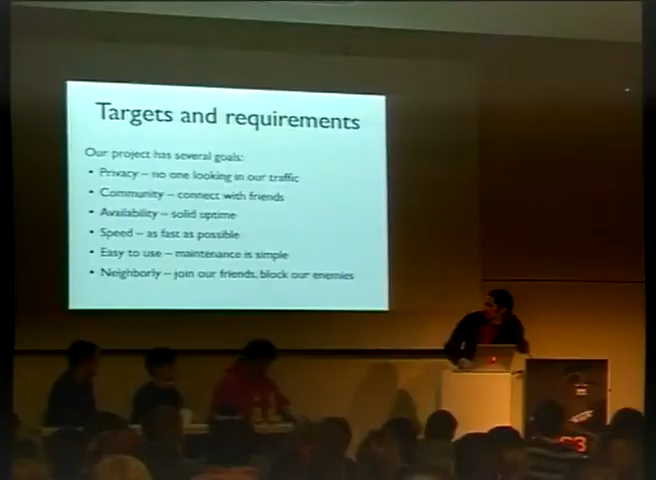 Targets and requirements
Our project has several goals:
• Privacy – no one looking in our traffic
• Community – connect with friends
• Availability – solid uptime
• Speed – as fast as possible
• Easy to use – maintenance is simple
• Neighborly – join our friends, block our enemies